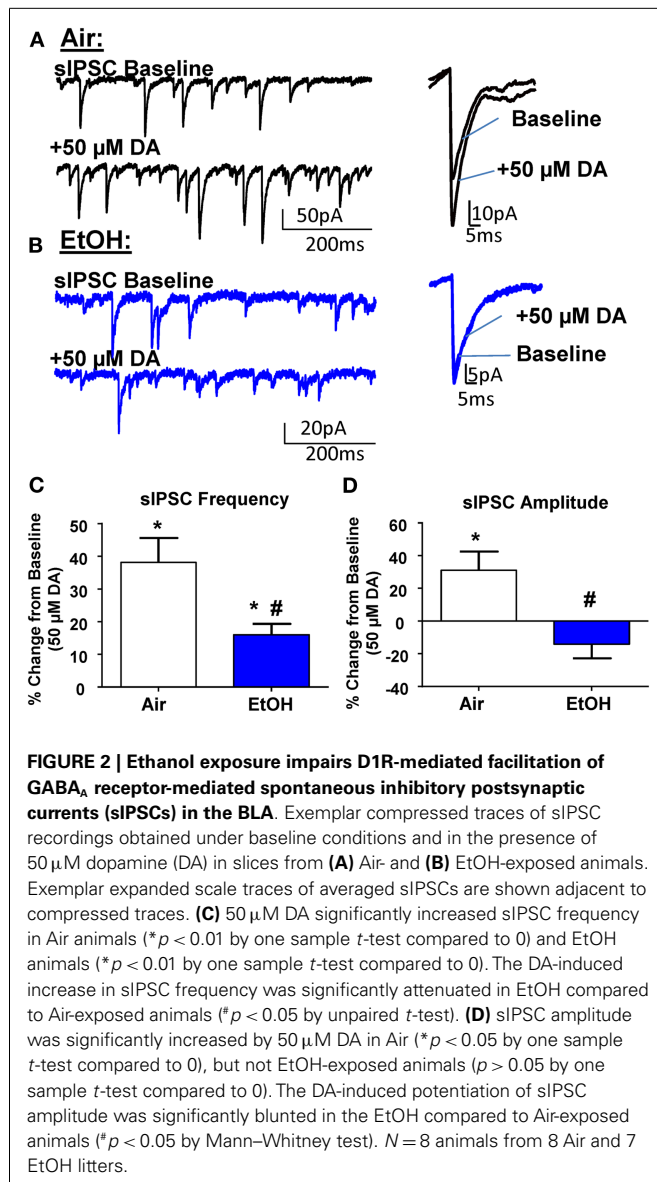 A Air:
sIPSC Baseline
Baseline
+50 µM DA
+50 µM DA
50pA
200ms
10pA
5ms
B EtOH:
sIPSC Baseline
+50 µM DA
Baseline
+50 µM DA
5pA
5ms
20pA
200ms
C
sIPSC Frequency
% Change from Baseline
(50 µM DA)
50
40
30
20
10
0
*
* #
Air
EtOH
D
sIPSC Amplitude
% Change from Baseline
(50 µM DA)
60
40
20
0
-20
-40
*
#
Air
EtOH
FIGURE 2 | Ethanol exposure impairs D1R-mediated facilitation of
GABAA receptor-mediated spontaneous inhibitory postsynaptic
currents (sIPSCs) in the BLA. Exemplar compressed traces of sIPSC
recordings obtained under baseline conditions and in the presence of
50 µM dopamine (DA) in slices from (A) Air- and (B) EtOH-exposed animals.
Exemplar expanded scale traces of averaged sIPSCs are shown adjacent to
compressed traces. (C) 50 µM DA significantly increased sIPSC frequency
in Air animals (*p < 0.01 by one sample t-test compared to 0) and EtOH
animals (*p < 0.01 by one sample t-test compared to 0). The DA-induced
increase in sIPSC frequency was significantly attenuated in EtOH compared
to Air-exposed animals (#p < 0.05 by unpaired t-test). (D) sIPSC amplitude
was significantly increased by 50 µM DA in Air (*p < 0.05 by one sample
t-test compared to 0), but not EtOH-exposed animals (p > 0.05 by one
sample t-test compared to 0). The DA-induced potentiation of sIPSC
amplitude was significantly blunted in the EtOH compared to Air-exposed
animals (#p < 0.05 by Mann–Whitney test). N = 8 animals from 8 Air and 7
EtOH litters.